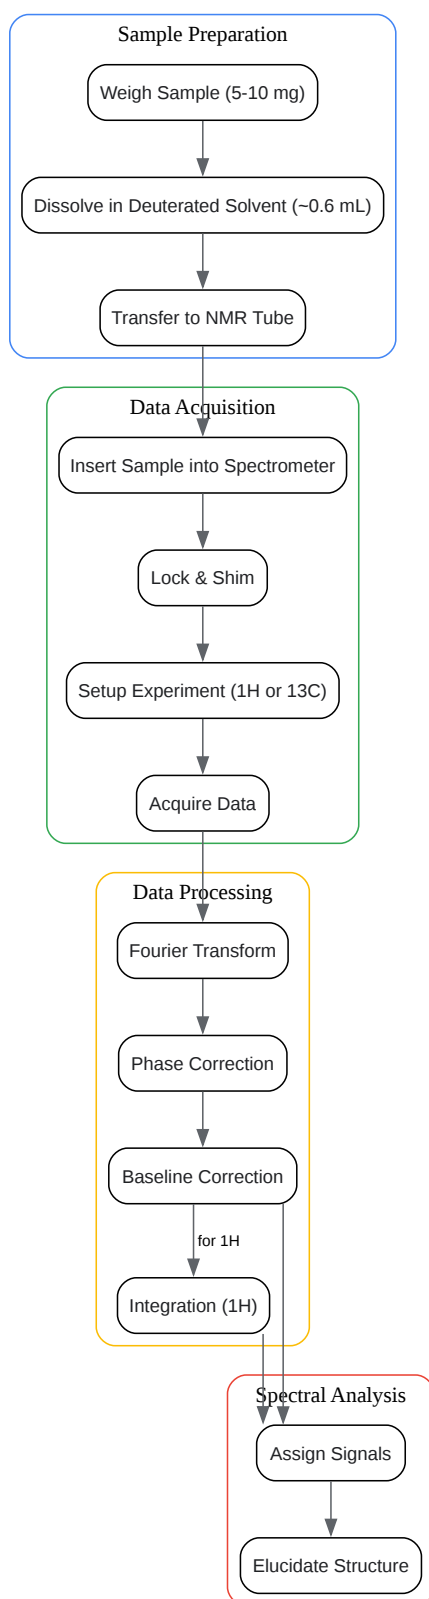 Sample Preparation
Weigh Sample (5-10 mg)
Dissolve in Deuterated Solvent (~0.6 mL)
Transfer to NMR Tube
Data Acquisition
Insert Sample into Spectrometer
Lock & Shim
Setup Experiment (1H or 13C)
Acquire Data
Data Processing
Fourier Transform
Phase Correction
Baseline Correction
for 1H
Integration (1H)
Spectral Analysis
Assign Signals
Elucidate Structure